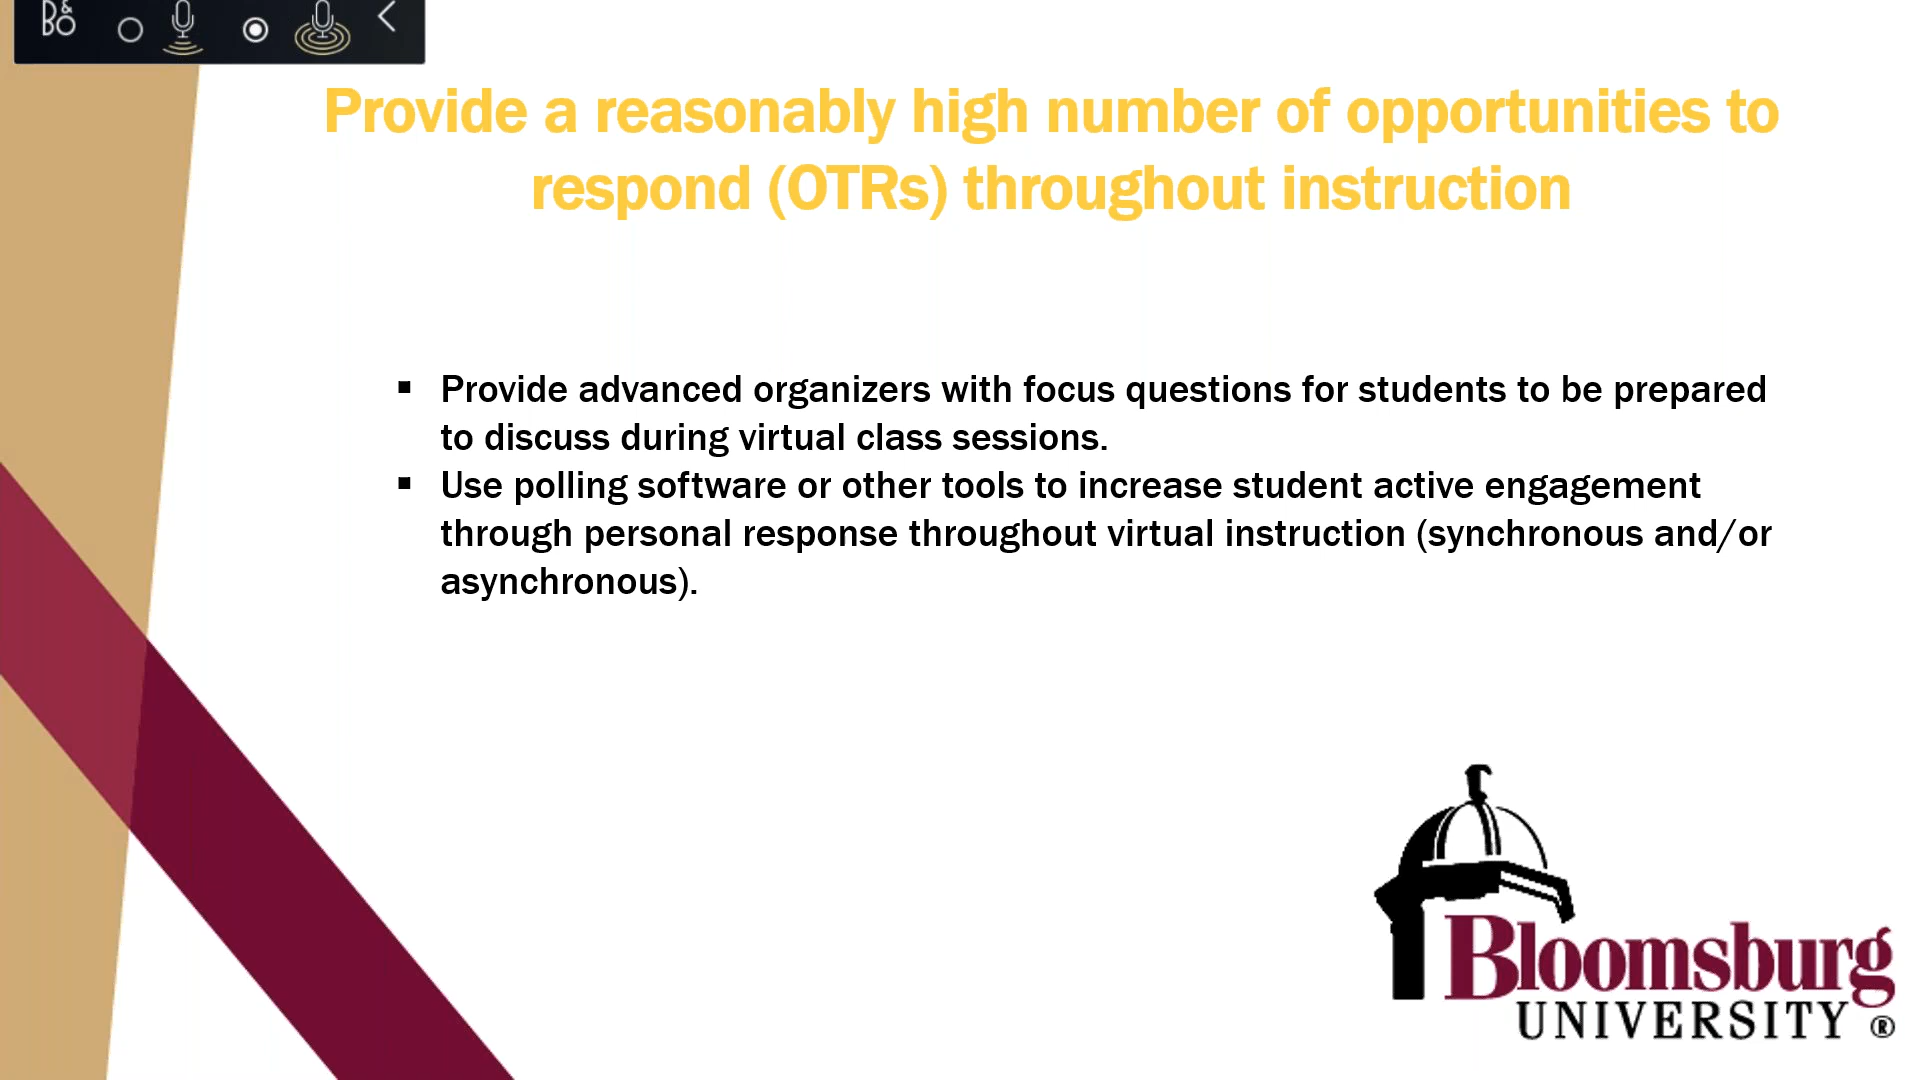 B&O
Provide a reasonably high number of opportunities to
respond (OTRs) throughout instruction
▪ Provide advanced organizers with focus questions for students to be prepared
to discuss during virtual class sessions.
▪ Use polling software or other tools to increase student active engagement
through personal response throughout virtual instruction (synchronous and/or
asynchronous).
Bloomsburg
UNIVERSITY ®